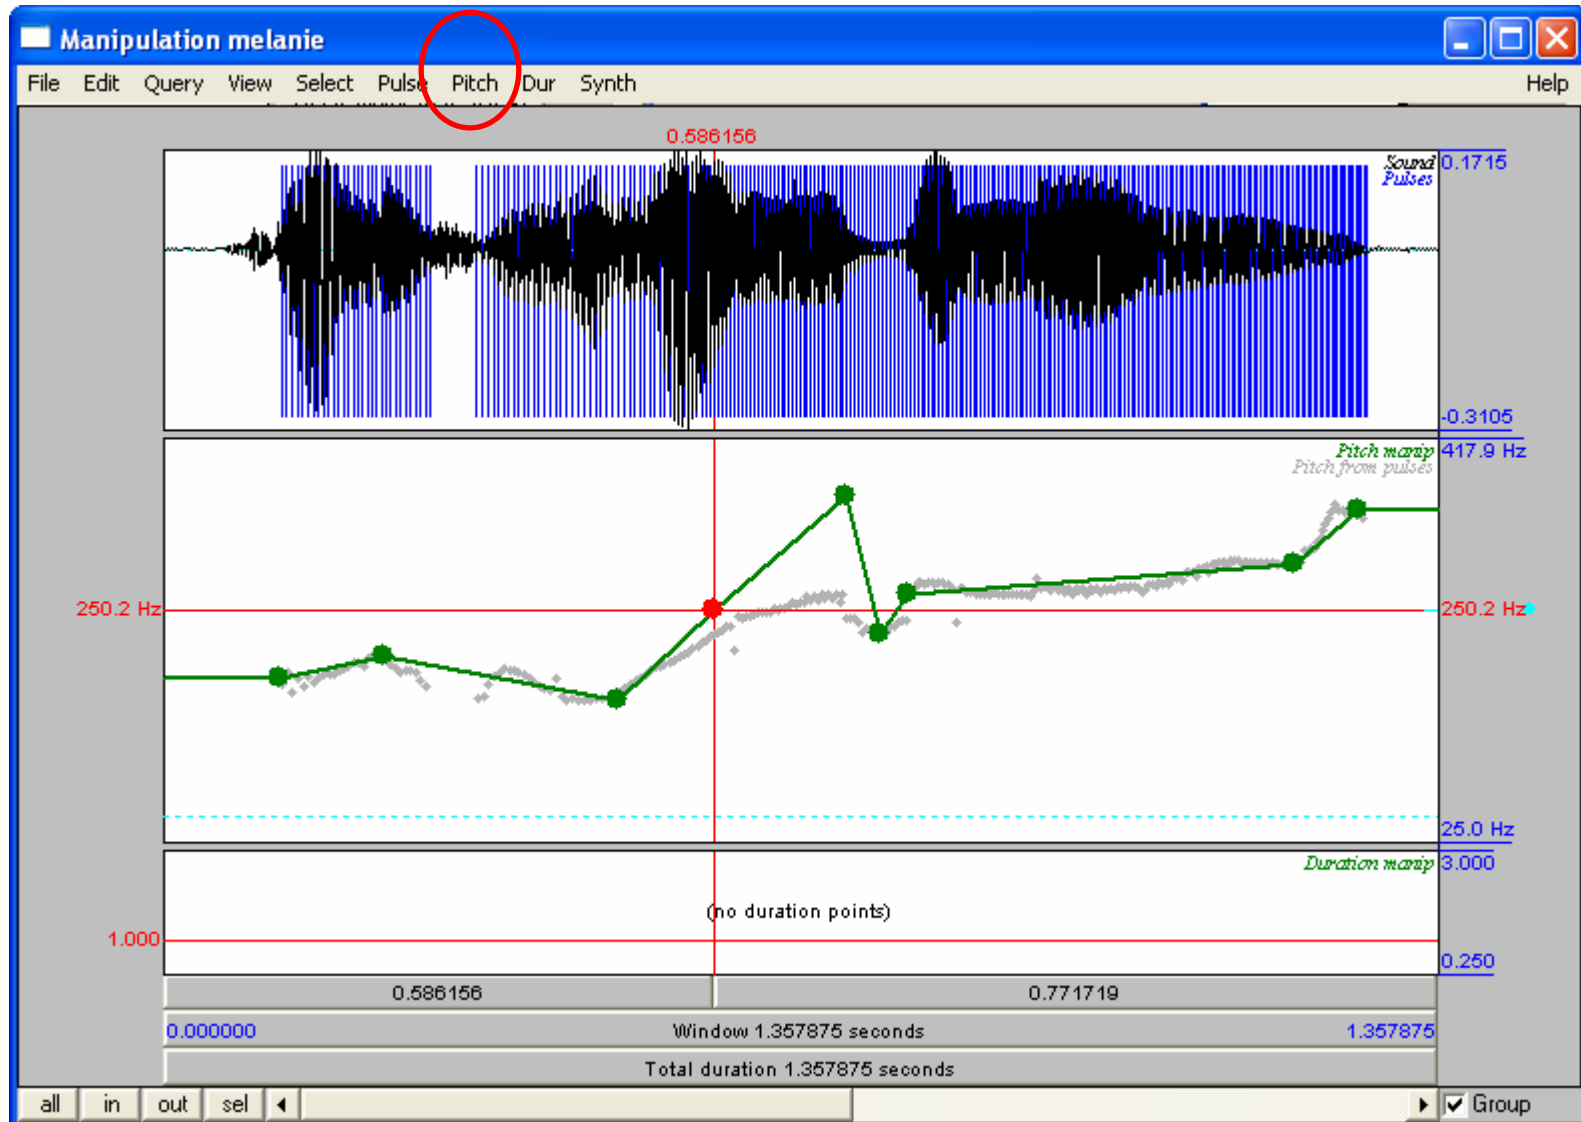 Manipulation melanie
File Edit Query View Select Pulse Pitch Dur Synth Help
0.586156
Sound 0.1715
Pulses
-0.3105
Pitch manip 417.9 Hz
Pitch from pulses
250.2 Hz 250.2 Hz
25.0 Hz
Duration manip 3.000
(no duration points)
1.000
0.250
0.586156 0.771719
0.000000 Window 1.357875 seconds 1.357875
Total duration 1.357875 seconds
all in out sel Group